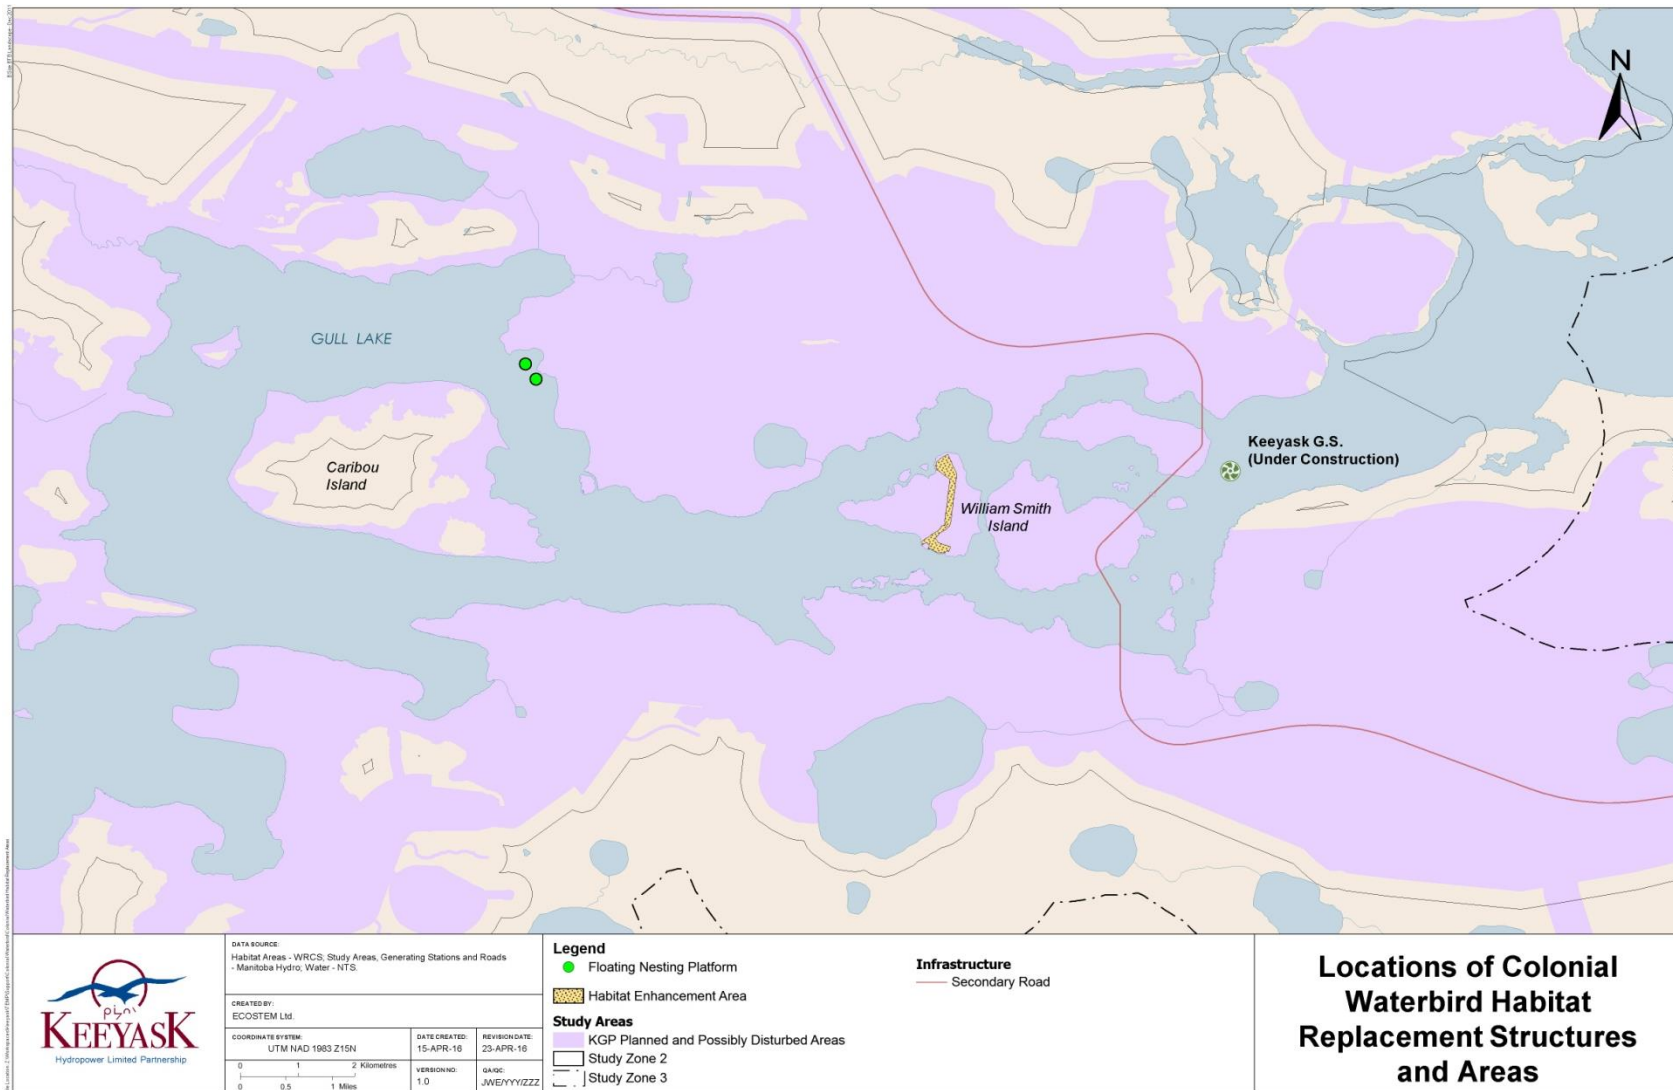 N
GULL LAKE
Caribou
Island
William Smith
Island
Keeyask G.S.
(Under Construction)
ᑭᔭᐢᐠ
KEEYASK
Hydropower Limited Partnership
DATA SOURCE:
Habitat Areas - WRCS; Study Areas, Generating Stations and Roads
- Manitoba Hydro; Water - NTS.
CREATED BY:
ECOSTEM Ltd.
COORDINATE SYSTEM:
UTM NAD 1983 Z15N
DATE CREATED:
15-APR-16
REVISION DATE:
23-APR-16
0 1 2 Kilometres
0 0.5 1 Miles
VERSION NO:
1.0
QA/QC:
JWE/YYY/ZZZ
Legend
Floating Nesting Platform
Habitat Enhancement Area
Study Areas
KGP Planned and Possibly Disturbed Areas
Study Zone 2
Study Zone 3
Infrastructure
Secondary Road
Locations of Colonial
Waterbird Habitat
Replacement Structures
and Areas